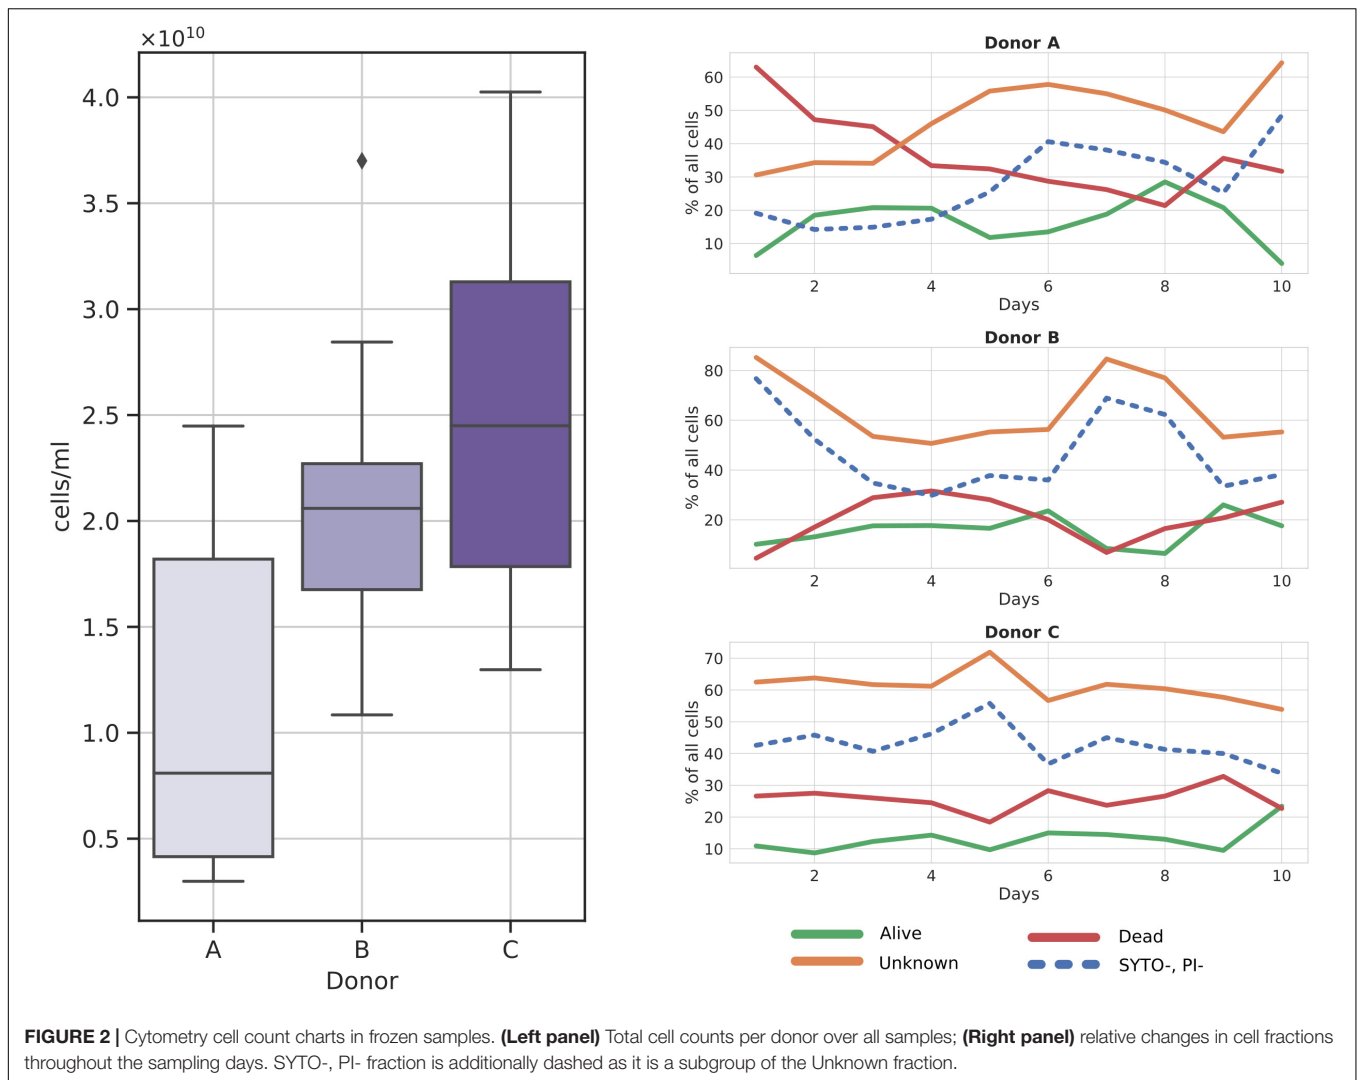 ×10¹⁰
4.0
3.5
3.0
2.5
2.0
1.5
1.0
0.5
cells/ml
A B C
Donor
Donor A
60
50
40
30
20
10
% of all cells
2 4 6 8 10
Days
Donor B
80
60
40
20
% of all cells
2 4 6 8 10
Days
Donor C
70
60
50
40
30
20
10
% of all cells
2 4 6 8 10
Days
Alive Dead
Unknown SYTO-, PI-
FIGURE 2 | Cytometry cell count charts in frozen samples. (Left panel) Total cell counts per donor over all samples; (Right panel) relative changes in cell fractions
throughout the sampling days. SYTO-, PI- fraction is additionally dashed as it is a subgroup of the Unknown fraction.